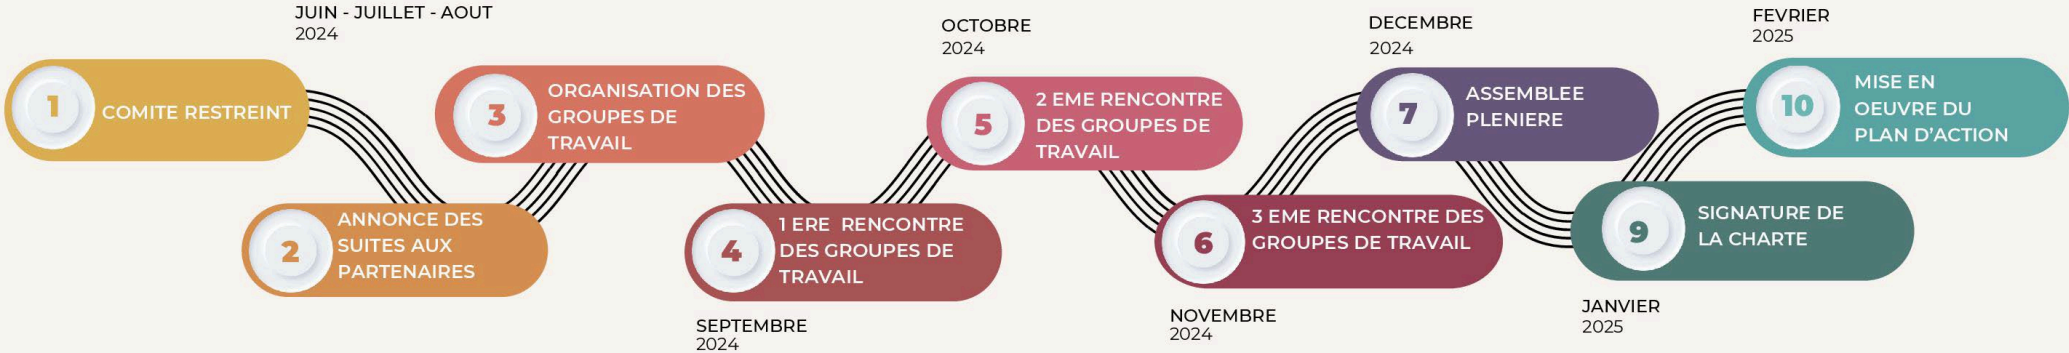 JUIN - JUILLET - AOUT
2024
1
COMITE RESTREINT
2
ANNONCE DES
SUITES AUX
PARTENAIRES
3
ORGANISATION DES
GROUPES DE
TRAVAIL
4
1 ERE RENCONTRE
DES GROUPES DE
TRAVAIL
SEPTEMBRE
2024
OCTOBRE
2024
5
2 EME RENCONTRE
DES GROUPES DE
TRAVAIL
6
3 EME RENCONTRE DES
GROUPES DE TRAVAIL
NOVEMBRE
2024
DECEMBRE
2024
7
ASSEMBLEE
PLENIERE
9
SIGNATURE DE
LA CHARTE
JANVIER
2025
FEVRIER
2025
10
MISE EN
OEUVRE DU
PLAN D'ACTION